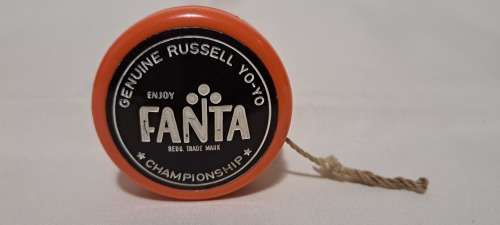 GENUINE RUSSELL YO-YO
ENJOY
FANTA
REGD. TRADE MARK
★ CHAMPIONSHIP ★